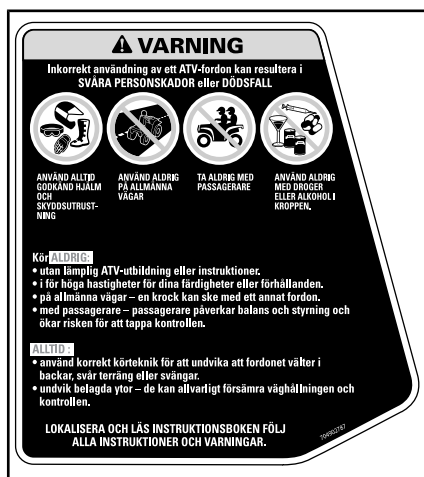 VARNING
Inkorrekt användning av ett ATV-fordon kan resultera i
SVÅRA PERSONSKADOR eller DÖDSFALL
ANVÄND ALLTID
GODKÄND HJÄLM
OCH
SKYDDSUTRUST-
NING
ANVÄND ALDRIG
PÅ ALLMÄNNA
VÄGAR
TA ALDRIG MED
PASSAGERARE
ANVÄND ALDRIG
MED DROGER
ELLER ALKOHOL I
KROPPEN.
Kör ALDRIG:
• utan lämplig ATV-utbildning eller instruktioner.
• i för höga hastigheter för dina färdigheter eller förhållanden.
• på allmänna vägar – en krock kan ske med ett annat fordon.
• med passagerare – passagerare påverkar balans och styrning och
ökar risken för att tappa kontrollen.
ALLTID :
• använd korrekt körteknik för att undvika att fordonet välter i
backar, svår terräng eller svängar.
• undvik belagda ytor – de kan allvarligt försämra väghållningen och
kontrollen.
LOKALISERA OCH LÄS INSTRUKTIONSBOKEN FÖLJ
ALLA INSTRUKTIONER OCH VARNINGAR.
704902787